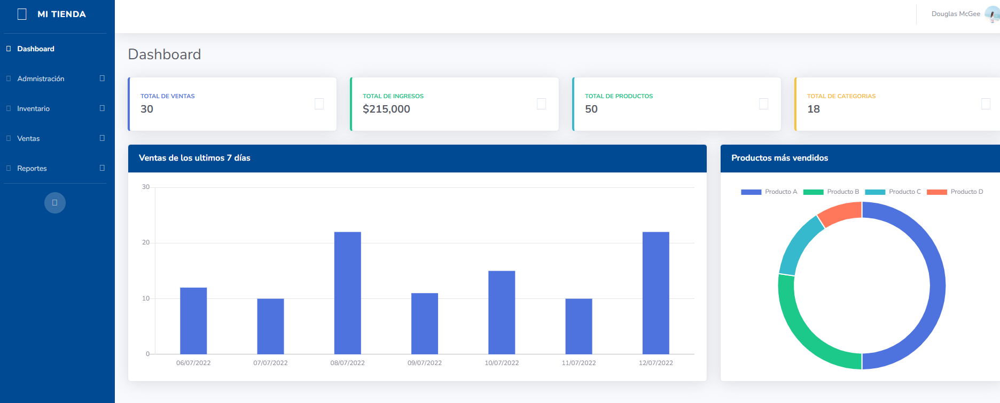 MI TIENDA
Douglas McGee
Dashboard
Admnistración
Inventario
Ventas
Reportes
Dashboard
TOTAL DE VENTAS
30
TOTAL DE INGRESOS
$215,000
TOTAL DE PRODUCTOS
50
TOTAL DE CATEGORIAS
18
Ventas de los ultimos 7 días
30
20
10
0
06/07/2022 07/07/2022 08/07/2022 09/07/2022 10/07/2022 11/07/2022 12/07/2022
Productos más vendidos
Producto A Producto B Producto C Producto D